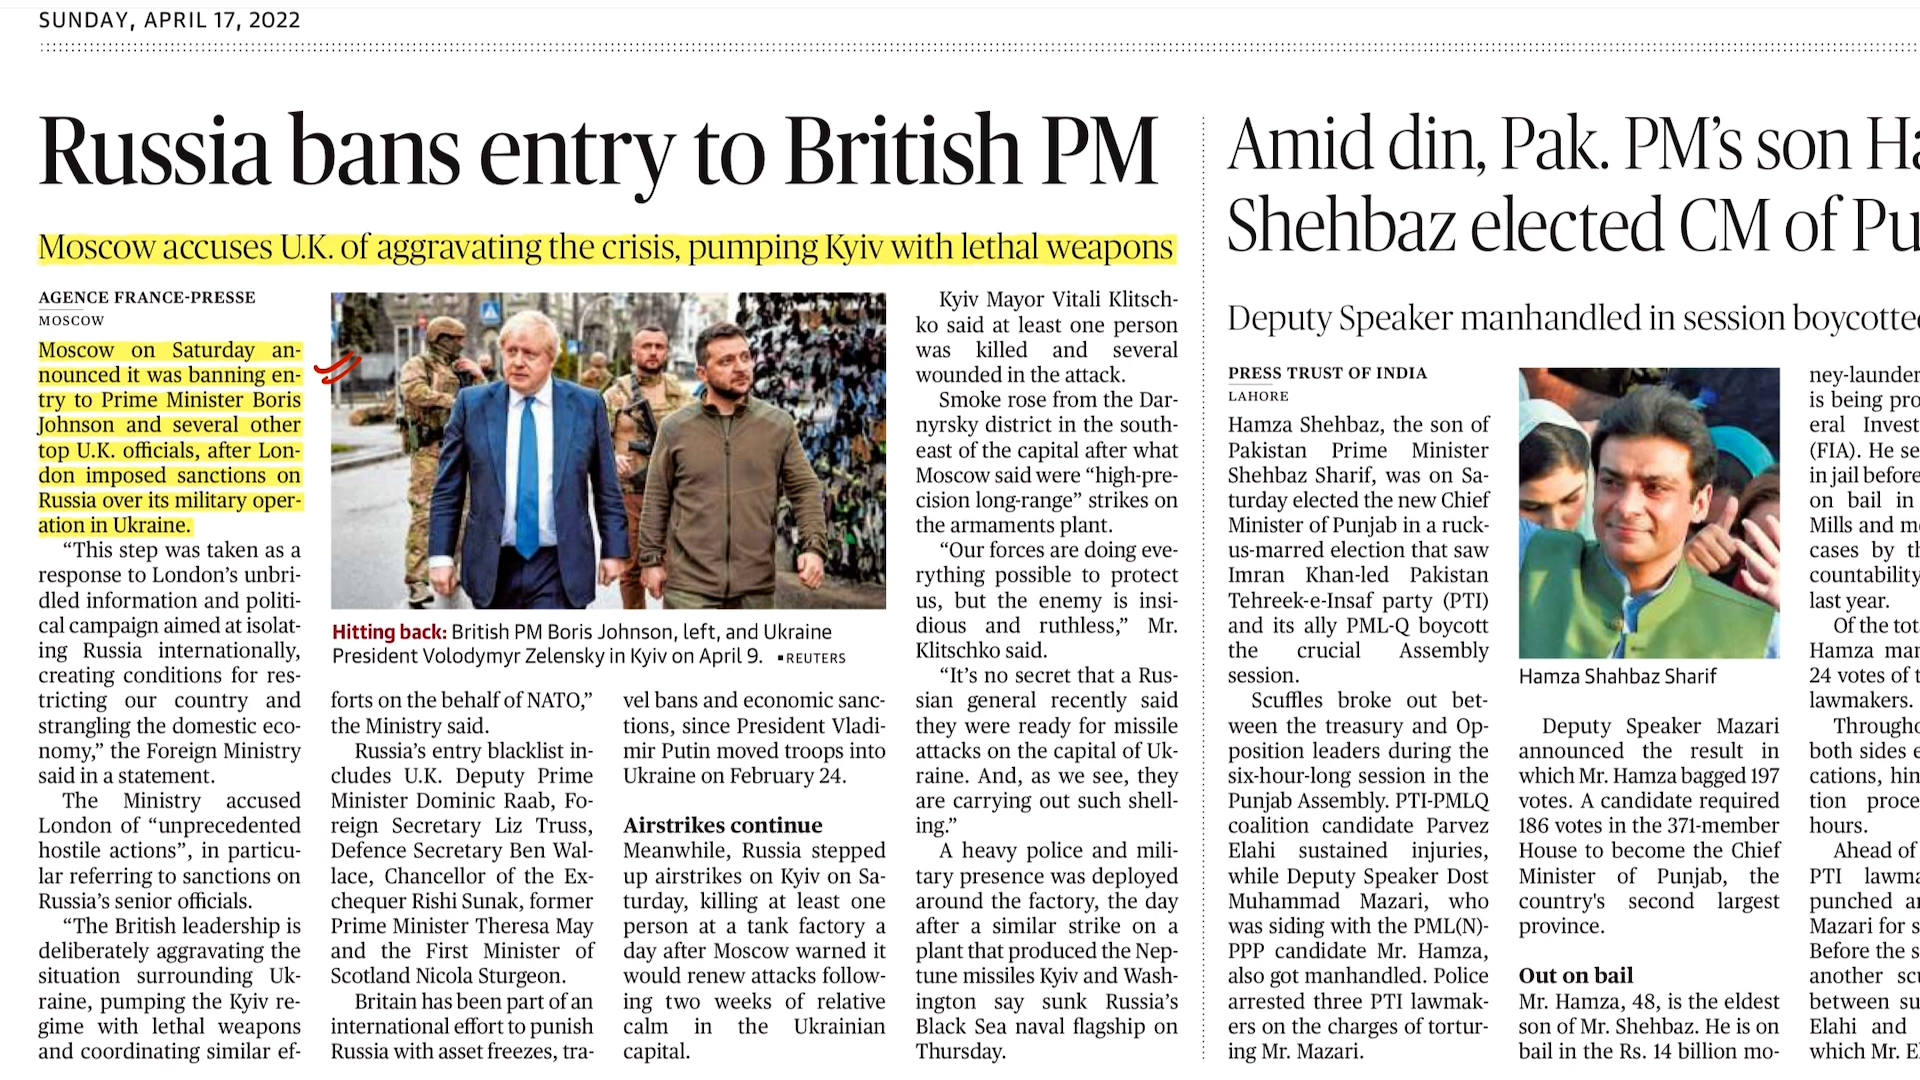 SUNDAY, APRIL 17, 2022
Russia bans entry to British PM
Moscow accuses U.K. of aggravating the crisis, pumping Kyiv with lethal weapons
AGENCE FRANCE-PRESSE
MOSCOW
Moscow on Saturday an-
nounced it was banning en-
try to Prime Minister Boris
Johnson and several other
top U.K. officials, after Lon-
don imposed sanctions on
Russia over its military oper-
ation in Ukraine.
“This step was taken as a
response to London’s unbri-
dled information and politi-
cal campaign aimed at isolat-
ing Russia internationally,
creating conditions for res-
tricting our country and
strangling the domestic eco-
nomy,” the Foreign Ministry
said in a statement.
The Ministry accused
London of “unprecedented
hostile actions”, in particu-
lar referring to sanctions on
Russia’s senior officials.
“The British leadership is
deliberately aggravating the
situation surrounding Uk-
raine, pumping the Kyiv re-
gime with lethal weapons
and coordinating similar ef-
Hitting back: British PM Boris Johnson, left, and Ukraine
President Volodymyr Zelensky in Kyiv on April 9. ▪REUTERS
forts on the behalf of NATO,”
the Ministry said.
Russia’s entry blacklist in-
cludes U.K. Deputy Prime
Minister Dominic Raab, Fo-
reign Secretary Liz Truss,
Defence Secretary Ben Wal-
lace, Chancellor of the Ex-
chequer Rishi Sunak, former
Prime Minister Theresa May
and the First Minister of
Scotland Nicola Sturgeon.
Britain has been part of an
international effort to punish
Russia with asset freezes, tra-
vel bans and economic sanc-
tions, since President Vladi-
mir Putin moved troops into
Ukraine on February 24.
Airstrikes continue
Meanwhile, Russia stepped
up airstrikes on Kyiv on Sa-
turday, killing at least one
person at a tank factory a
day after Moscow warned it
would renew attacks follow-
ing two weeks of relative
calm in the Ukrainian
capital.
Kyiv Mayor Vitali Klitsch-
ko said at least one person
was killed and several
wounded in the attack.
Smoke rose from the Dar-
nyrsky district in the south-
east of the capital after what
Moscow said were “high-pre-
cision long-range” strikes on
the armaments plant.
“Our forces are doing eve-
rything possible to protect
us, but the enemy is insi-
dious and ruthless,” Mr.
Klitschko said.
“It’s no secret that a Rus-
sian general recently said
they were ready for missile
attacks on the capital of Uk-
raine. And, as we see, they
are carrying out such shell-
ing.”
A heavy police and mili-
tary presence was deployed
around the factory, the day
after a similar strike on a
plant that produced the Nep-
tune missiles Kyiv and Wash-
ington say sunk Russia’s
Black Sea naval flagship on
Thursday.
Amid din, Pak. PM’s son Ha
Shehbaz elected CM of Pu
Deputy Speaker manhandled in session boycotte
PRESS TRUST OF INDIA
LAHORE
Hamza Shehbaz, the son of
Pakistan Prime Minister
Shehbaz Sharif, was on Sa-
turday elected the new Chief
Minister of Punjab in a ruck-
us-marred election that saw
Imran Khan-led Pakistan
Tehreek-e-Insaf party (PTI)
and its ally PML-Q boycott
the crucial Assembly
session.
Scuffles broke out bet-
ween the treasury and Op-
position leaders during the
six-hour-long session in the
Punjab Assembly. PTI-PMLQ
coalition candidate Parvez
Elahi sustained injuries,
while Deputy Speaker Dost
Muhammad Mazari, who
was siding with the PML(N)-
PPP candidate Mr. Hamza,
also got manhandled. Police
arrested three PTI lawmak-
ers on the charges of tortur-
ing Mr. Mazari.
Hamza Shahbaz Sharif
Deputy Speaker Mazari
announced the result in
which Mr. Hamza bagged 197
votes. A candidate required
186 votes in the 371-member
House to become the Chief
Minister of Punjab, the
country's second largest
province.
Out on bail
Mr. Hamza, 48, is the eldest
son of Mr. Shehbaz. He is on
bail in the Rs. 14 billion mo-
ney-launder
is being pro
eral Invest
(FIA). He se
in jail before
on bail in
Mills and m
cases by th
countability
last year.
Of the tot
Hamza man
24 votes of t
lawmakers.
Througho
both sides e
cations, hin
tion proce
hours.
Ahead of
PTI lawma
punched an
Mazari for s
Before the s
another scu
between su
Elahi and
which Mr. E